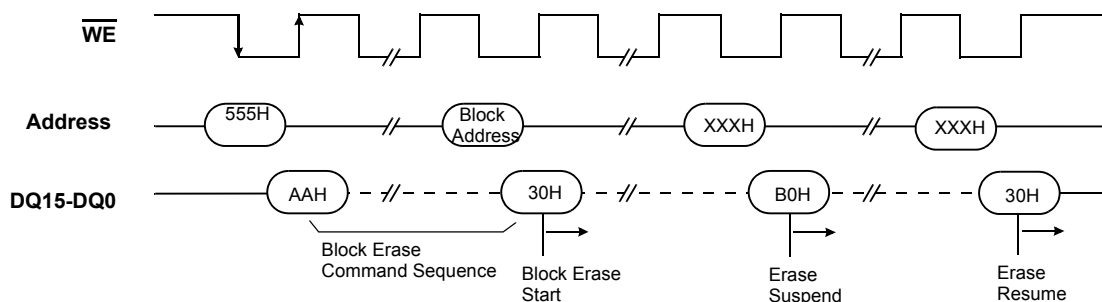 WE
Address
555H
Block
Address
XXXH
XXXH
DQ15-DQ0
AAH
30H
B0H
30H
Block Erase
Command Sequence
Block Erase
Start
Erase
Suspend
Erase
Resume